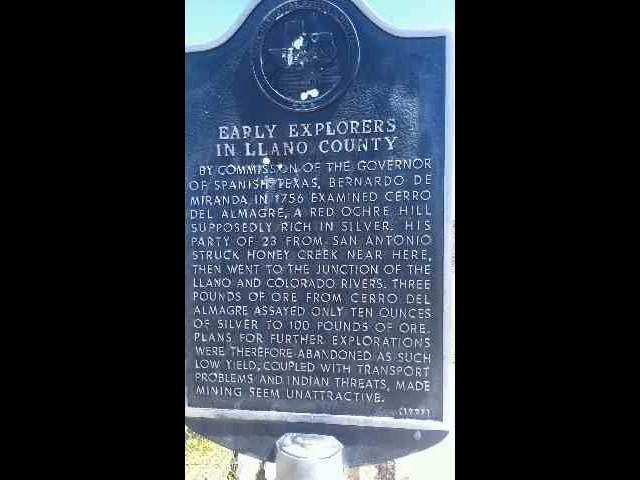 EARLY EXPLORERS
IN LLANO COUNTY
BY COMMISSION OF THE GOVERNOR
OF SPANISH TEXAS, BERNARDO DE
MIRANDA IN 1756 EXAMINED CERRO
DEL ALMAGRE, A RED OCHRE HILL
SUPPOSEDLY RICH IN SILVER. HIS
PARTY OF 23 FROM SAN ANTONIO
STRUCK HONEY CREEK NEAR HERE,
THEN WENT TO THE JUNCTION OF THE
LLANO AND COLORADO RIVERS. THREE
POUNDS OF ORE FROM CERRO DEL
ALMAGRE ASSAYED ONLY TEN OUNCES
OF SILVER TO 100 POUNDS OF ORE.
PLANS FOR FURTHER EXPLORATIONS
WERE THEREFORE ABANDONED AS SUCH
LOW YIELD, COUPLED WITH TRANSPORT
PROBLEMS AND INDIAN THREATS, MADE
MINING SEEM UNATTRACTIVE.